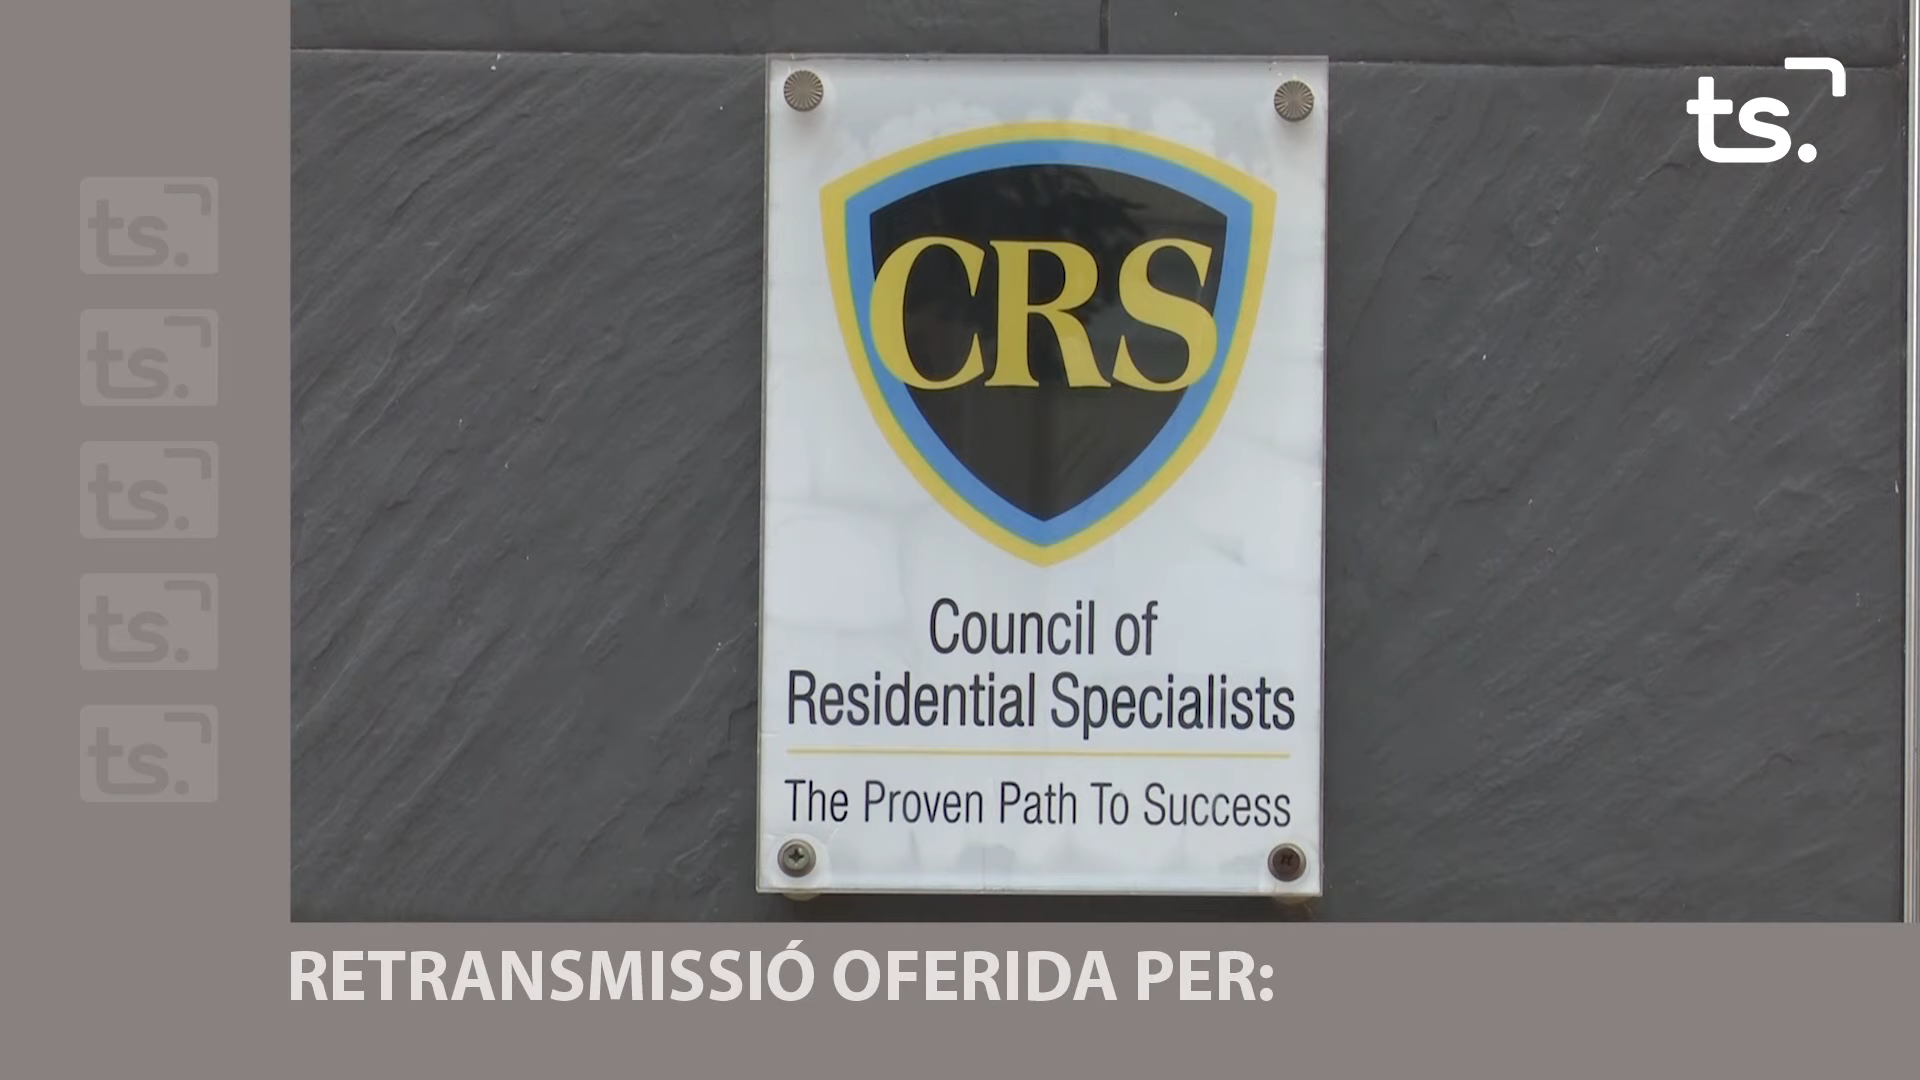 ts.
ts.
ts.
ts.
ts.
ts.
CRS
Council of
Residential Specialists
The Proven Path To Success
RETRANSMISSIÓ OFERIDA PER: